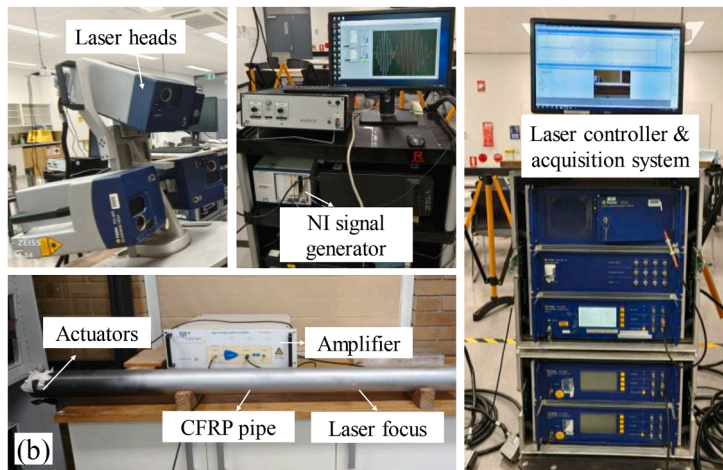 Laser heads
ZEISS
NI signal
generator
R
Laser controller &
acquisition system
Actuators
Amplifier
CFRP pipe
Laser focus
(b)